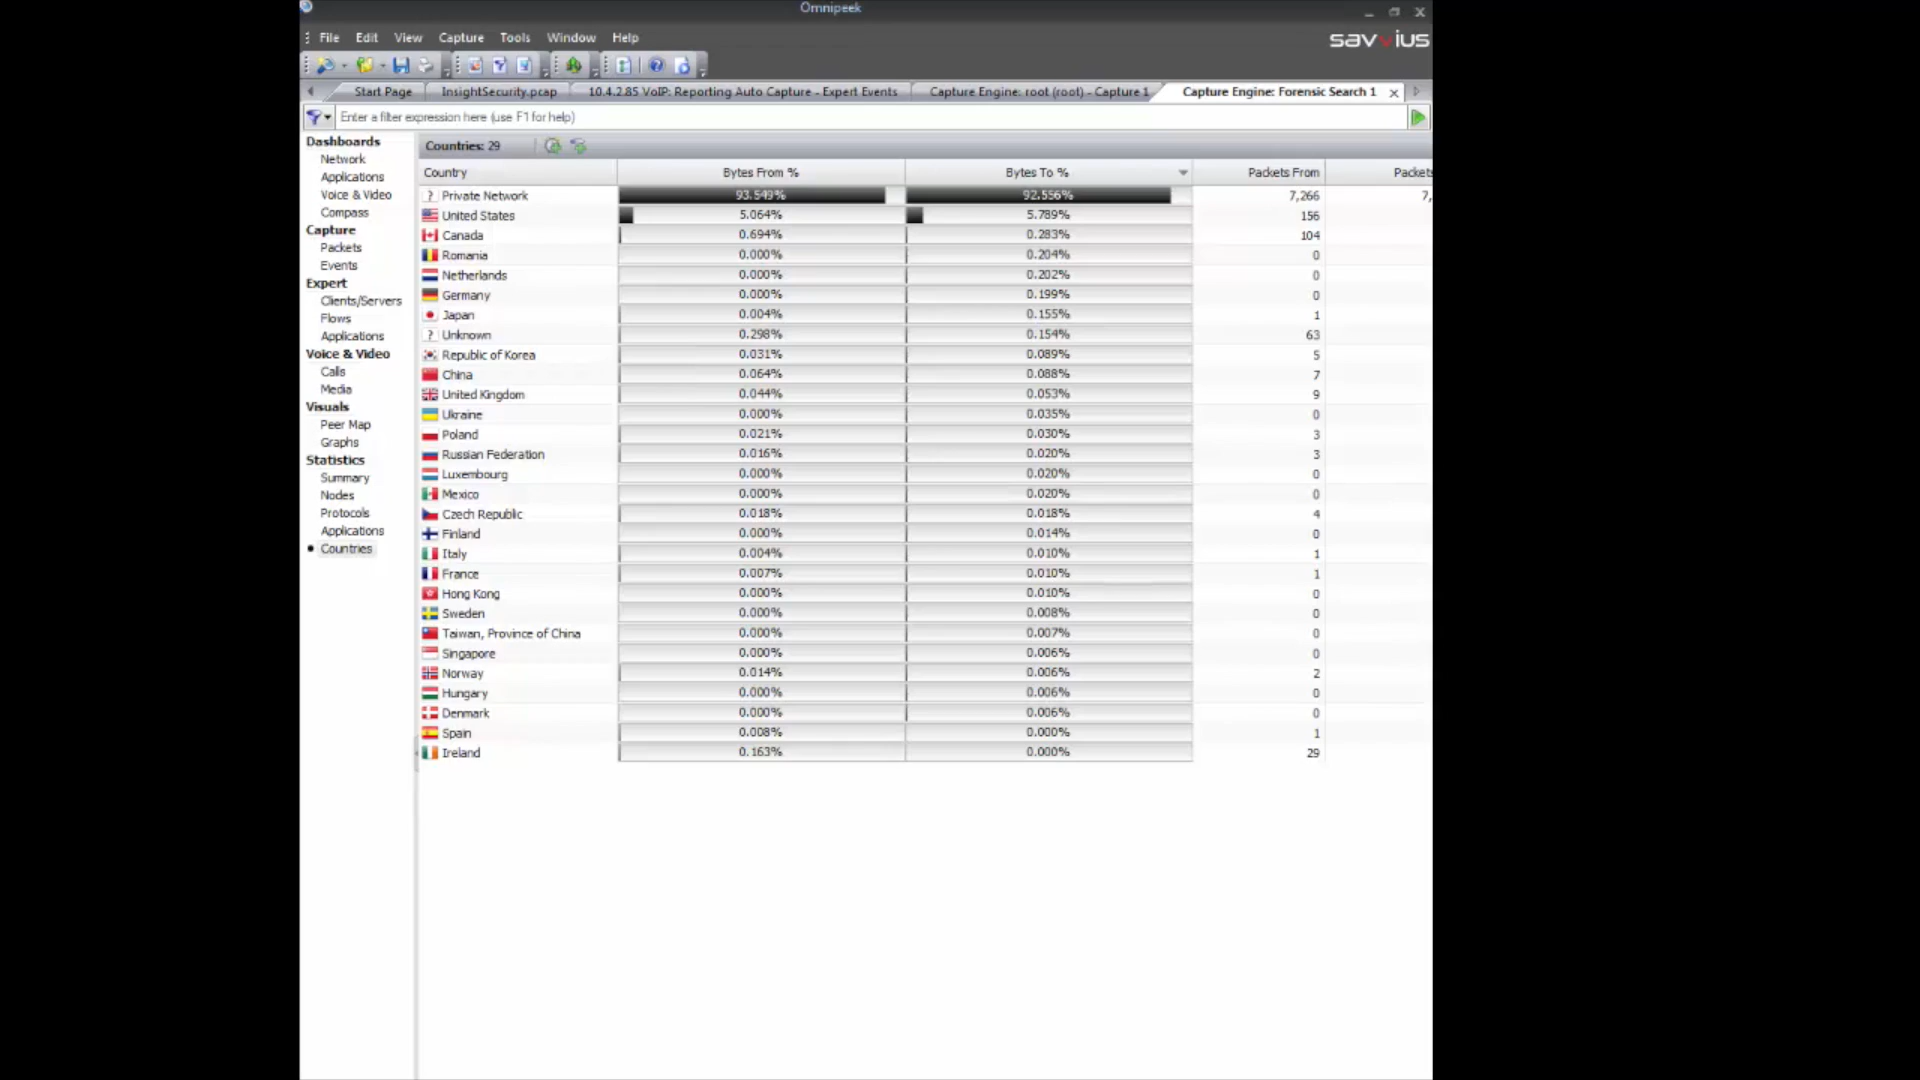 Omnipeek
File Edit View Capture Tools Window Help
savvius
Start Page InsightSecurity.pcap 10.4.2.85 VoIP: Reporting Auto Capture - Expert Events Capture Engine: root (root) - Capture 1 Capture Engine: Forensic Search 1
Enter a filter expression here (use F1 for help)
Dashboards
Network
Applications
Voice & Video
Compass
Capture
Packets
Events
Expert
Clients/Servers
Flows
Applications
Voice & Video
Calls
Media
Visuals
Peer Map
Graphs
Statistics
Summary
Nodes
Protocols
Applications
Countries
Countries: 29
Country Bytes From % Bytes To % Packets From Packets
? Private Network 93.549% 92.556% 7,266 7,
United States 5.064% 5.789% 156
Canada 0.694% 0.283% 104
Romania 0.000% 0.204% 0
Netherlands 0.000% 0.202% 0
Germany 0.000% 0.199% 0
Japan 0.004% 0.155% 1
? Unknown 0.298% 0.154% 63
Republic of Korea 0.031% 0.089% 5
China 0.064% 0.088% 7
United Kingdom 0.044% 0.053% 9
Ukraine 0.000% 0.035% 0
Poland 0.021% 0.030% 3
Russian Federation 0.016% 0.020% 3
Luxembourg 0.000% 0.020% 0
Mexico 0.000% 0.020% 0
Czech Republic 0.018% 0.018% 4
Finland 0.000% 0.014% 0
Italy 0.004% 0.010% 1
France 0.007% 0.010% 1
Hong Kong 0.000% 0.010% 0
Sweden 0.000% 0.008% 0
Taiwan, Province of China 0.000% 0.007% 0
Singapore 0.000% 0.006% 0
Norway 0.014% 0.006% 2
Hungary 0.000% 0.006% 0
Denmark 0.000% 0.006% 0
Spain 0.008% 0.000% 1
Ireland 0.163% 0.000% 29